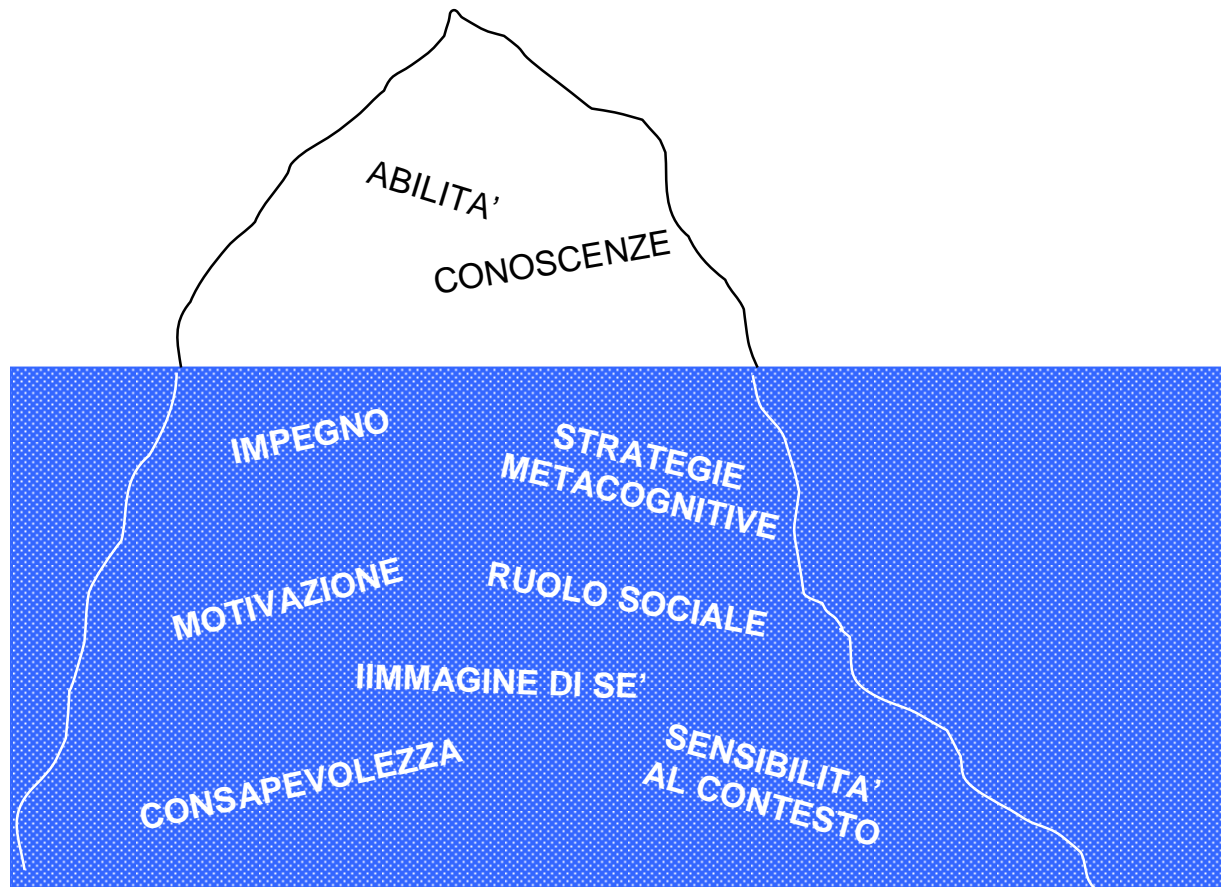 ABILITA’
CONOSCENZE
IMPEGNO
STRATEGIE
METACOGNITIVE
MOTIVAZIONE
RUOLO SOCIALE
IIMMAGINE DI SE’
CONSAPEVOLEZZA
SENSIBILITA’
AL CONTESTO